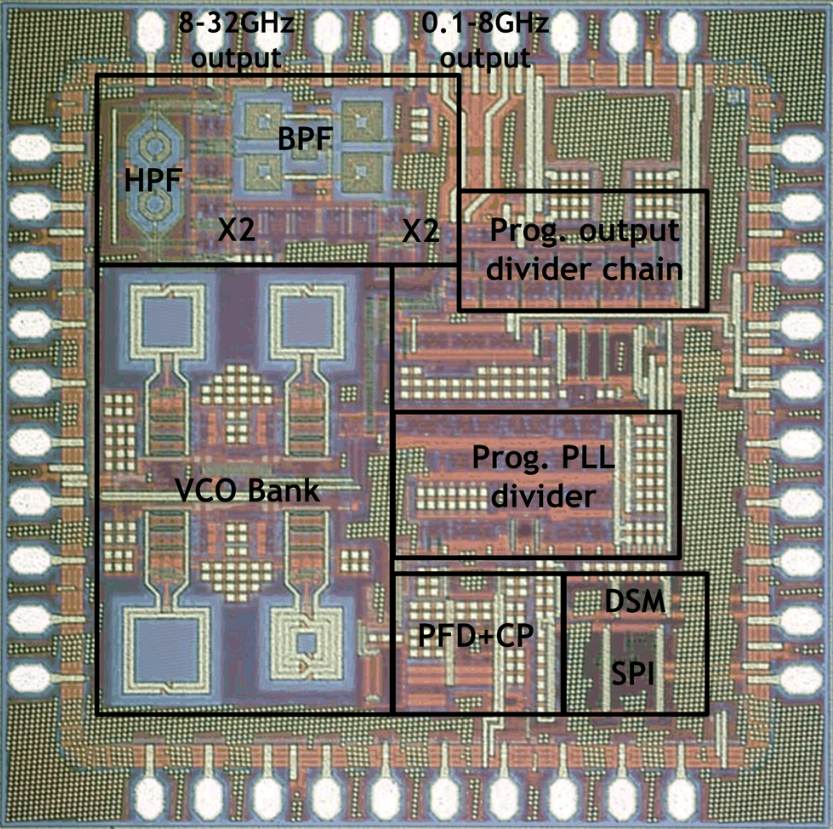 8-32GHz
output
0.1-8GHz
output
BPF
HPF
X2
X2
Prog. output
divider chain
VCO Bank
Prog. PLL
divider
PFD+CP
DSM
SPI